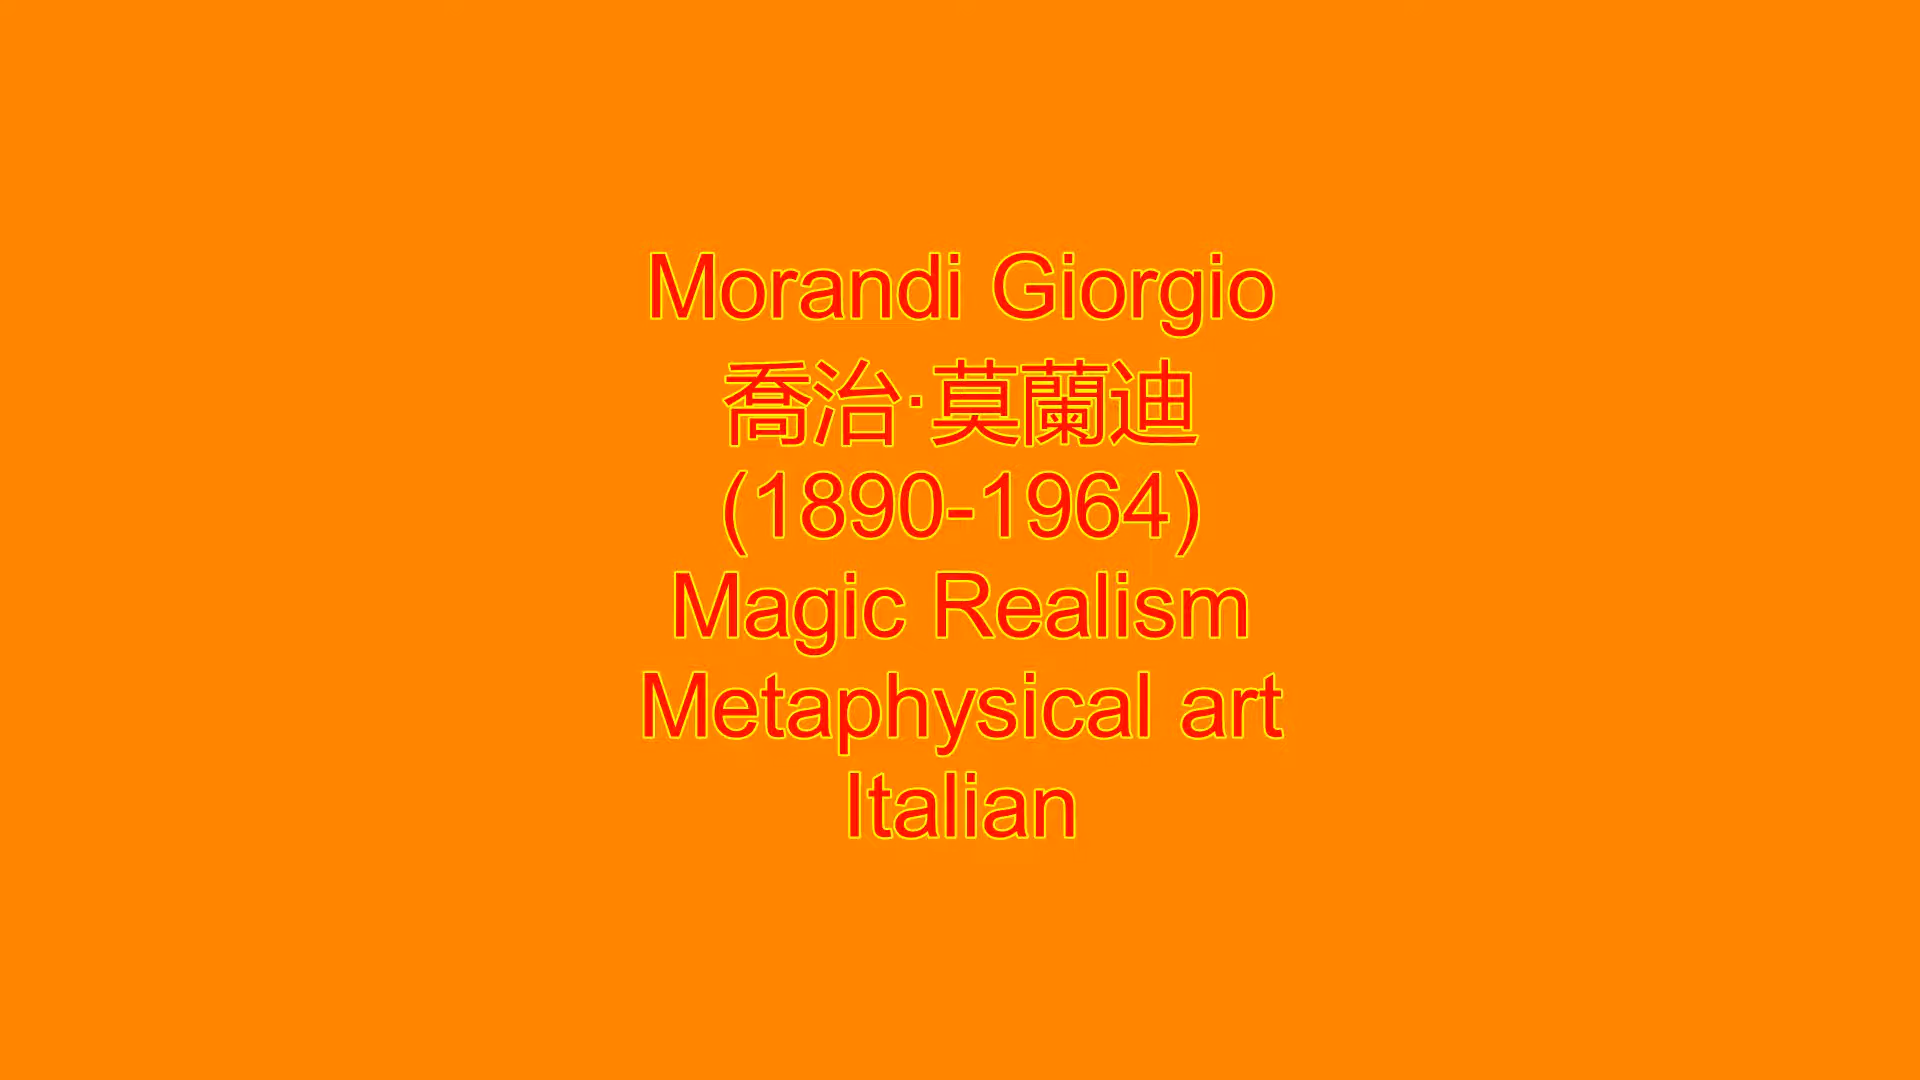 Morandi Giorgio
喬治·莫蘭迪
(1890-1964)
Magic Realism
Metaphysical art
Italian